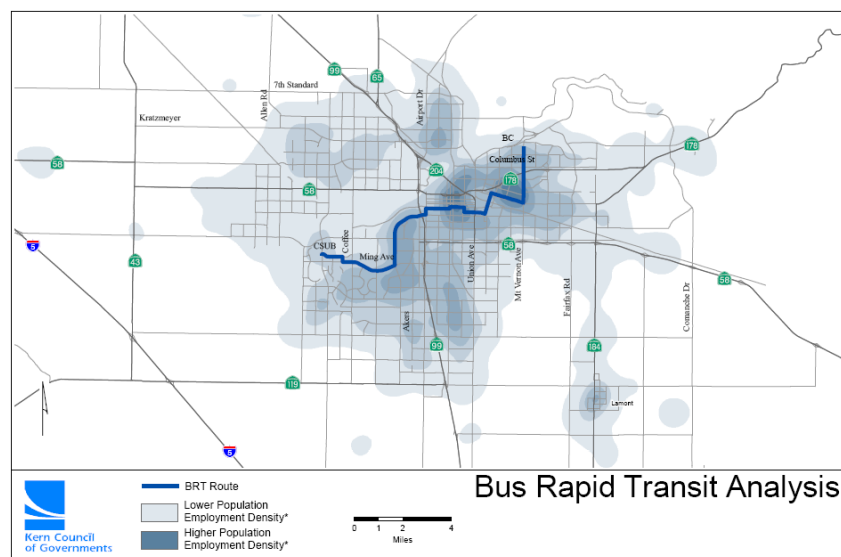 99
65
7th Standard
Allen Rd
Airport Dr
Kratzmeyer
BC
178
58
Columbus St
204
178
58
5
CSUB
Coffee
Ming Ave
Union Ave
58
Mt Vernon Ave
43
Fairfax Rd
Comanche Dr
58
Akers
99
184
119
Lamont
5
Kern Council
of Governments
BRT Route
Lower Population
Employment Density*
Higher Population
Employment Density*
0 1 2 4
Miles
Bus Rapid Transit Analysis